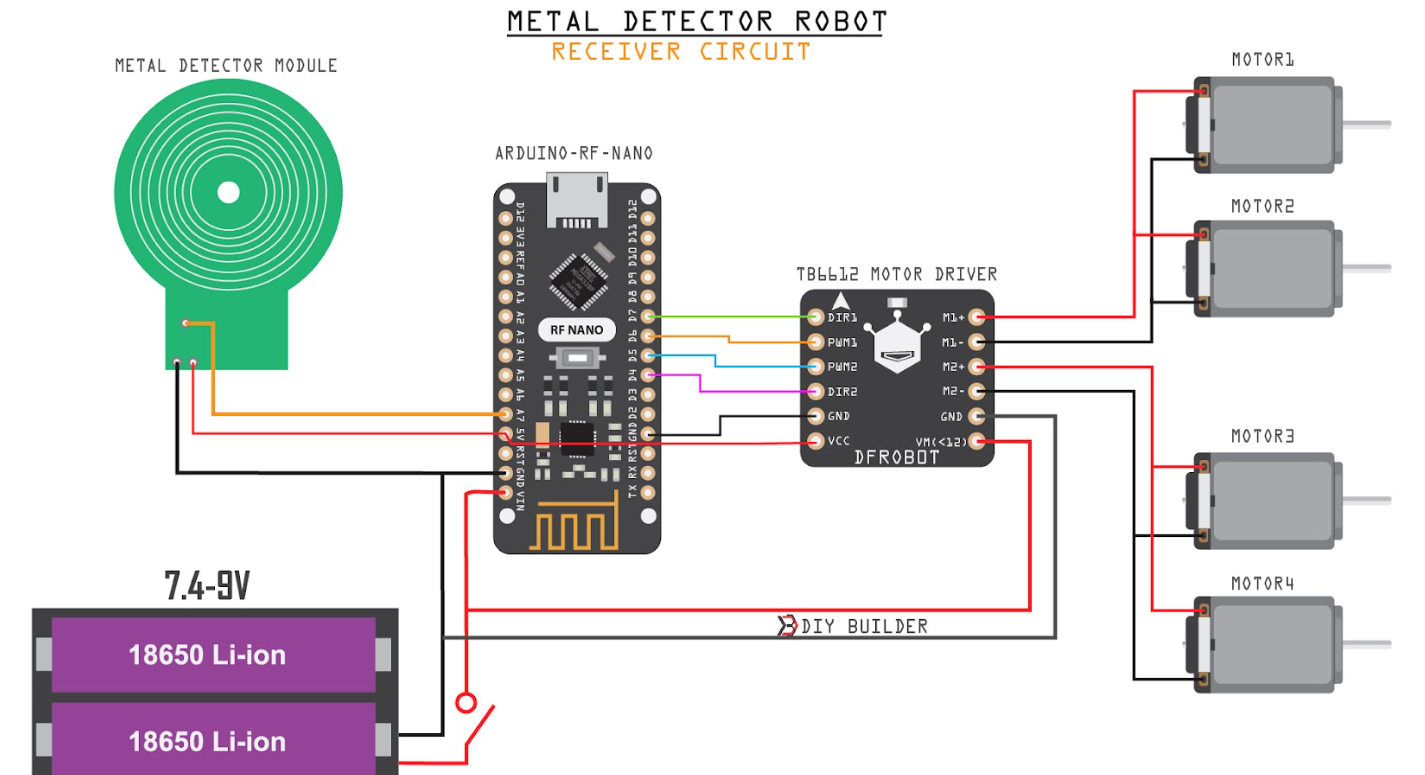 METAL DETECTOR ROBOT
RECEIVER CIRCUIT
METAL DETECTOR MODULE
ARDUINO-RF-NANO
D12
3V3
REF
A0
A1
A2
A3
A4
A5
A6
A7
5V
RST
GND
VIN
RF NANO
D12
D11
D10
D9
D8
D7
D6
D5
D4
D3
D2
GND
RST
RX
TX
TB6612 MOTOR DRIVER
DIR1
PWM1
PWM2
DIR2
GND
VCC
M1+
M1-
M2+
M2-
GND
VM(<12)
DFROBOT
MOTOR1
MOTOR2
MOTOR3
MOTOR4
7.4-9V
18650 Li-ion
18650 Li-ion
DIY BUILDER